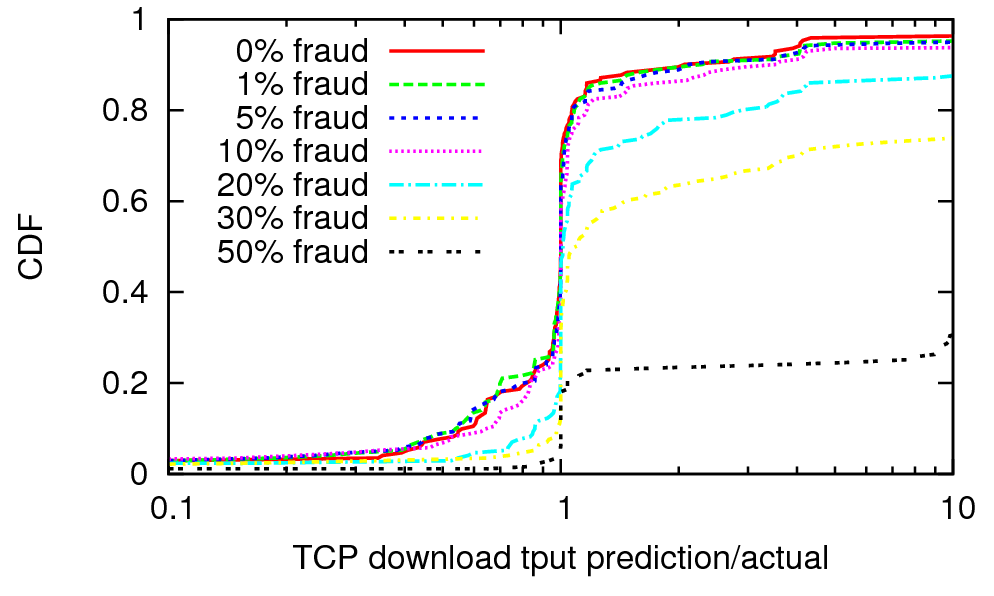 1
0.8
0.6
0.4
0.2
0
CDF
0% fraud
1% fraud
5% fraud
10% fraud
20% fraud
30% fraud
50% fraud
0.1 1 10
TCP download tput prediction/actual